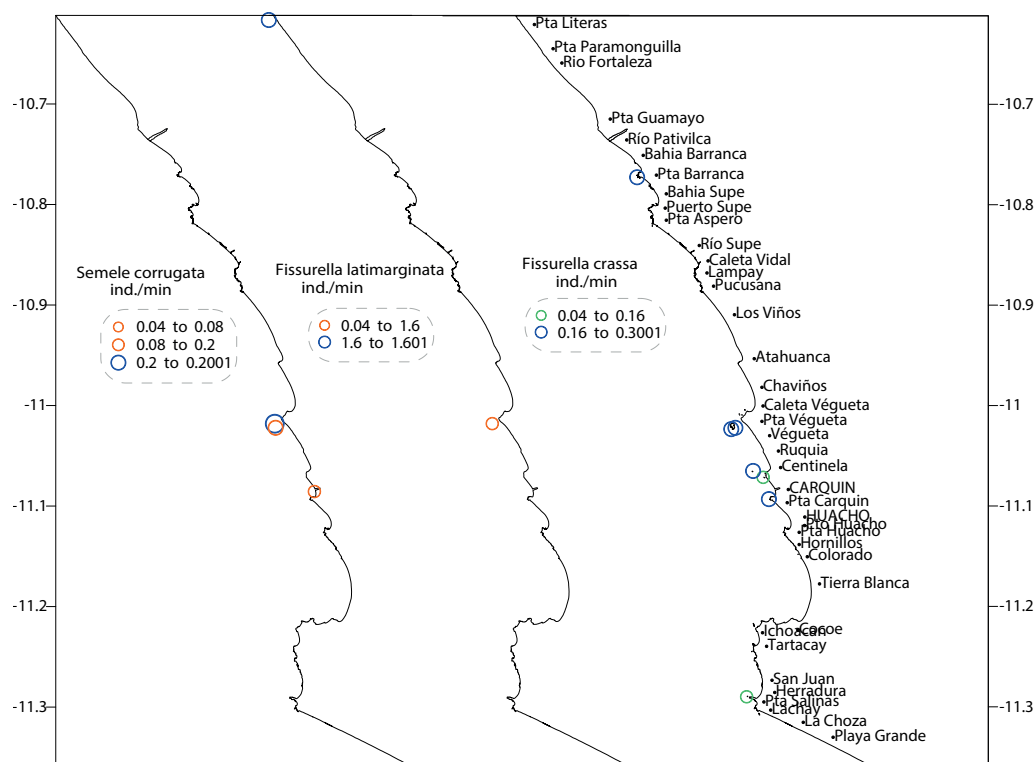 Pta Literas
Pta Paramonguilla
Rio Fortaleza
-10.7
-10.7
Pta Guamayo
Río Pativilca
Bahia Barranca
Pta Barranca
Bahia Supe
-10.8
-10.8
Puerto Supe
Pta Aspero
Río Supe
Caleta Vidal
Lampay
Pucusana
Semele corrugata
ind./min
0.04 to 0.08
0.08 to 0.2
0.2 to 0.2001
Fissurella latimarginata
ind./min
0.04 to 1.6
1.6 to 1.601
Fissurella crassa
ind./min
0.04 to 0.16
0.16 to 0.3001
-10.9
-10.9
Los Viños
Atahuanca
Chaviños
-11
-11
Caleta Végueta
Pta Végueta
Végueta
Ruquia
Centinela
CARQUIN
Pta Carquin
-11.1
-11.1
HUACHO
Pto Huacho
Pta Huacho
Hornillos
Colorado
Tierra Blanca
-11.2
-11.2
Cocoe
Ichoacan
Tartacay
San Juan
Herradura
Pta Salinas
Lachay
-11.3
-11.3
La Choza
Playa Grande